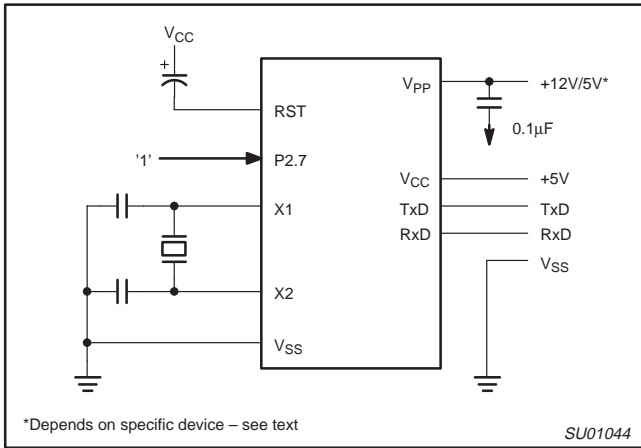 VCC
+
VPP
+12V/5V*
RST
0.1µF
'1'
P2.7
VCC
+5V
X1
TxD
TxD
RxD
RxD
VSS
X2
VSS
*Depends on specific device – see text
SU01044